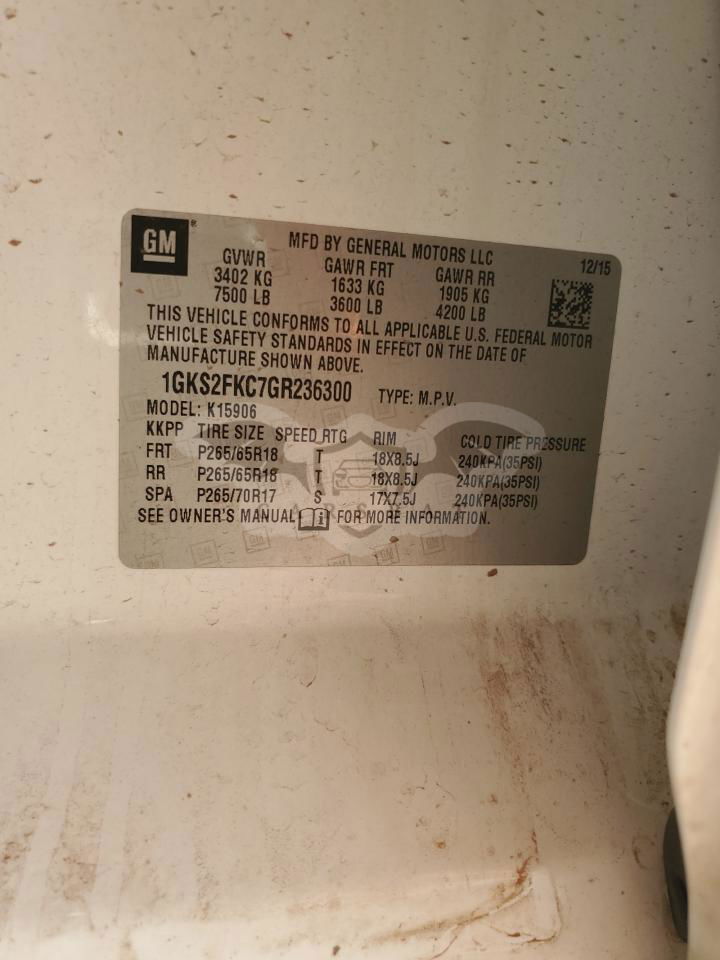 GM
MFD BY GENERAL MOTORS LLC
12/15
GVWR GAWR FRT GAWR RR
3402 KG 1633 KG 1905 KG
7500 LB 3600 LB 4200 LB
THIS VEHICLE CONFORMS TO ALL APPLICABLE U.S. FEDERAL MOTOR
VEHICLE SAFETY STANDARDS IN EFFECT ON THE DATE OF
MANUFACTURE SHOWN ABOVE.
1GKS2FKC7GR236300 TYPE: M.P.V.
MODEL: K15906
KKPP TIRE SIZE SPEED RTG RIM COLD TIRE PRESSURE
FRT P265/65R18 T 18X8.5J 240KPA(35PSI)
RR P265/65R18 T 18X8.5J 240KPA(35PSI)
SPA P265/70R17 S 17X7.5J 240KPA(35PSI)
SEE OWNER'S MANUAL FOR MORE INFORMATION.